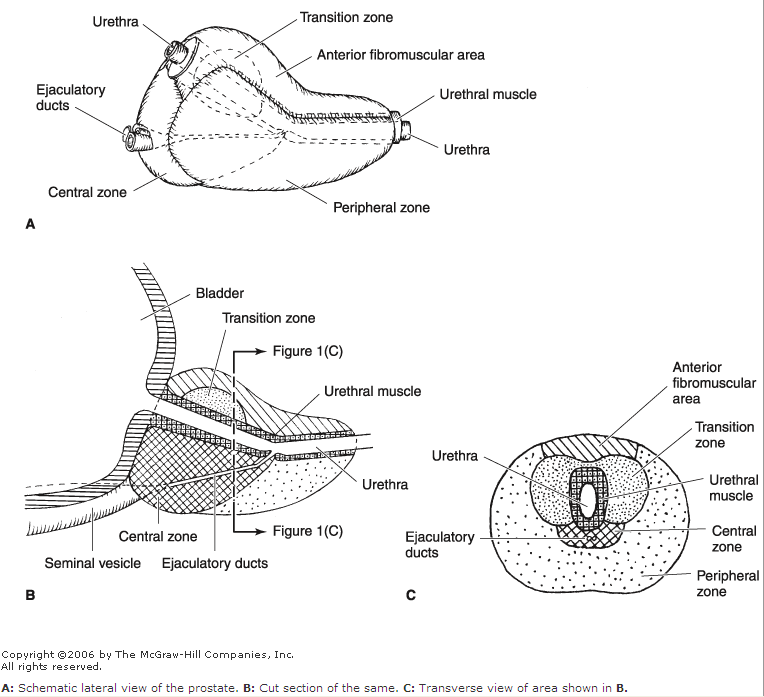 Urethra
Transition zone
Anterior fibromuscular area
Ejaculatory
ducts
Urethral muscle
Urethra
Central zone
Peripheral zone
A
Bladder
Transition zone
Figure 1(C)
Urethral muscle
Urethra
Figure 1(C)
Central zone
Seminal vesicle
Ejaculatory ducts
B
Anterior
fibromuscular
area
Transition
zone
Urethra
Urethral
muscle
Ejaculatory
ducts
Central
zone
Peripheral
zone
C
Copyright ©2006 by The McGraw-Hill Companies, Inc.
All rights reserved.
A: Schematic lateral view of the prostate. B: Cut section of the same. C: Transverse view of area shown in B.